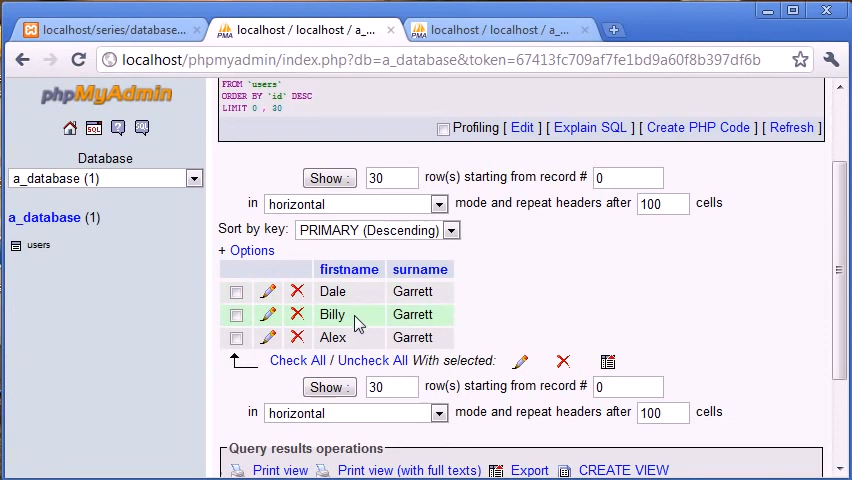 localhost/series/database...
localhost / localhost / a_...
localhost / localhost / a_...
localhost/phpmyadmin/index.php?db=a_database&token=67413fc709af7fe1bd9a60f8b397df6b
phpMyAdmin
SQL
Database
a_database (1)
a_database (1)
users
FROM `users`
ORDER BY `id` DESC
LIMIT 0 , 30
Profiling [ Edit ] [ Explain SQL ] [ Create PHP Code ] [ Refresh ]
Show : 30 row(s) starting from record # 0
in horizontal mode and repeat headers after 100 cells
Sort by key: PRIMARY (Descending)
+ Options
firstname surname
Dale Garrett
Billy Garrett
Alex Garrett
Check All / Uncheck All With selected:
Show : 30 row(s) starting from record # 0
in horizontal mode and repeat headers after 100 cells
Query results operations
Print view Print view (with full texts) Export CREATE VIEW